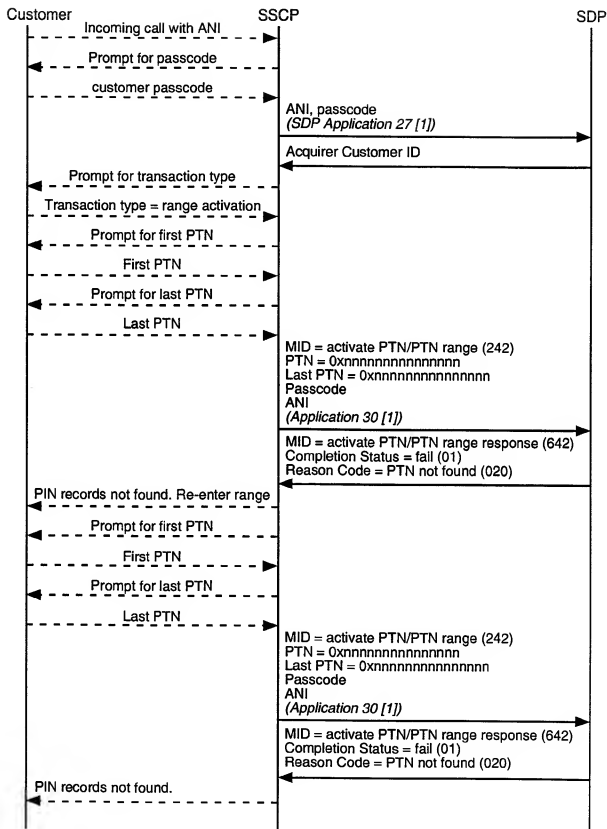 Customer
SSCP
SDP
Incoming call with ANI
Prompt for passcode
customer passcode
ANI, passcode
(SDP Application 27 [1])
Acquirer Customer ID
Prompt for transaction type
Transaction type = range activation
Prompt for first PTN
First PTN
Prompt for last PTN
Last PTN
MID = activate PTN/PTN range (242)
PTN = 0xnnnnnnnnnnnnnnn
Last PTN = 0xnnnnnnnnnnnnnnnn
Passcode
ANI
(Application 30 [1])
MID = activate PTN/PTN range response (642)
Completion Status = fail (01)
Reason Code = PTN not found (020)
PIN records not found. Re-enter range
Prompt for first PTN
First PTN
Prompt for last PTN
Last PTN
MID = activate PTN/PTN range (242)
PTN = 0xnnnnnnnnnnnnnnn
Last PTN = 0xnnnnnnnnnnnnnnnn
Passcode
ANI
(Application 30 [1])
MID = activate PTN/PTN range response (642)
Completion Status = fail (01)
Reason Code = PTN not found (020)
PIN records not found.